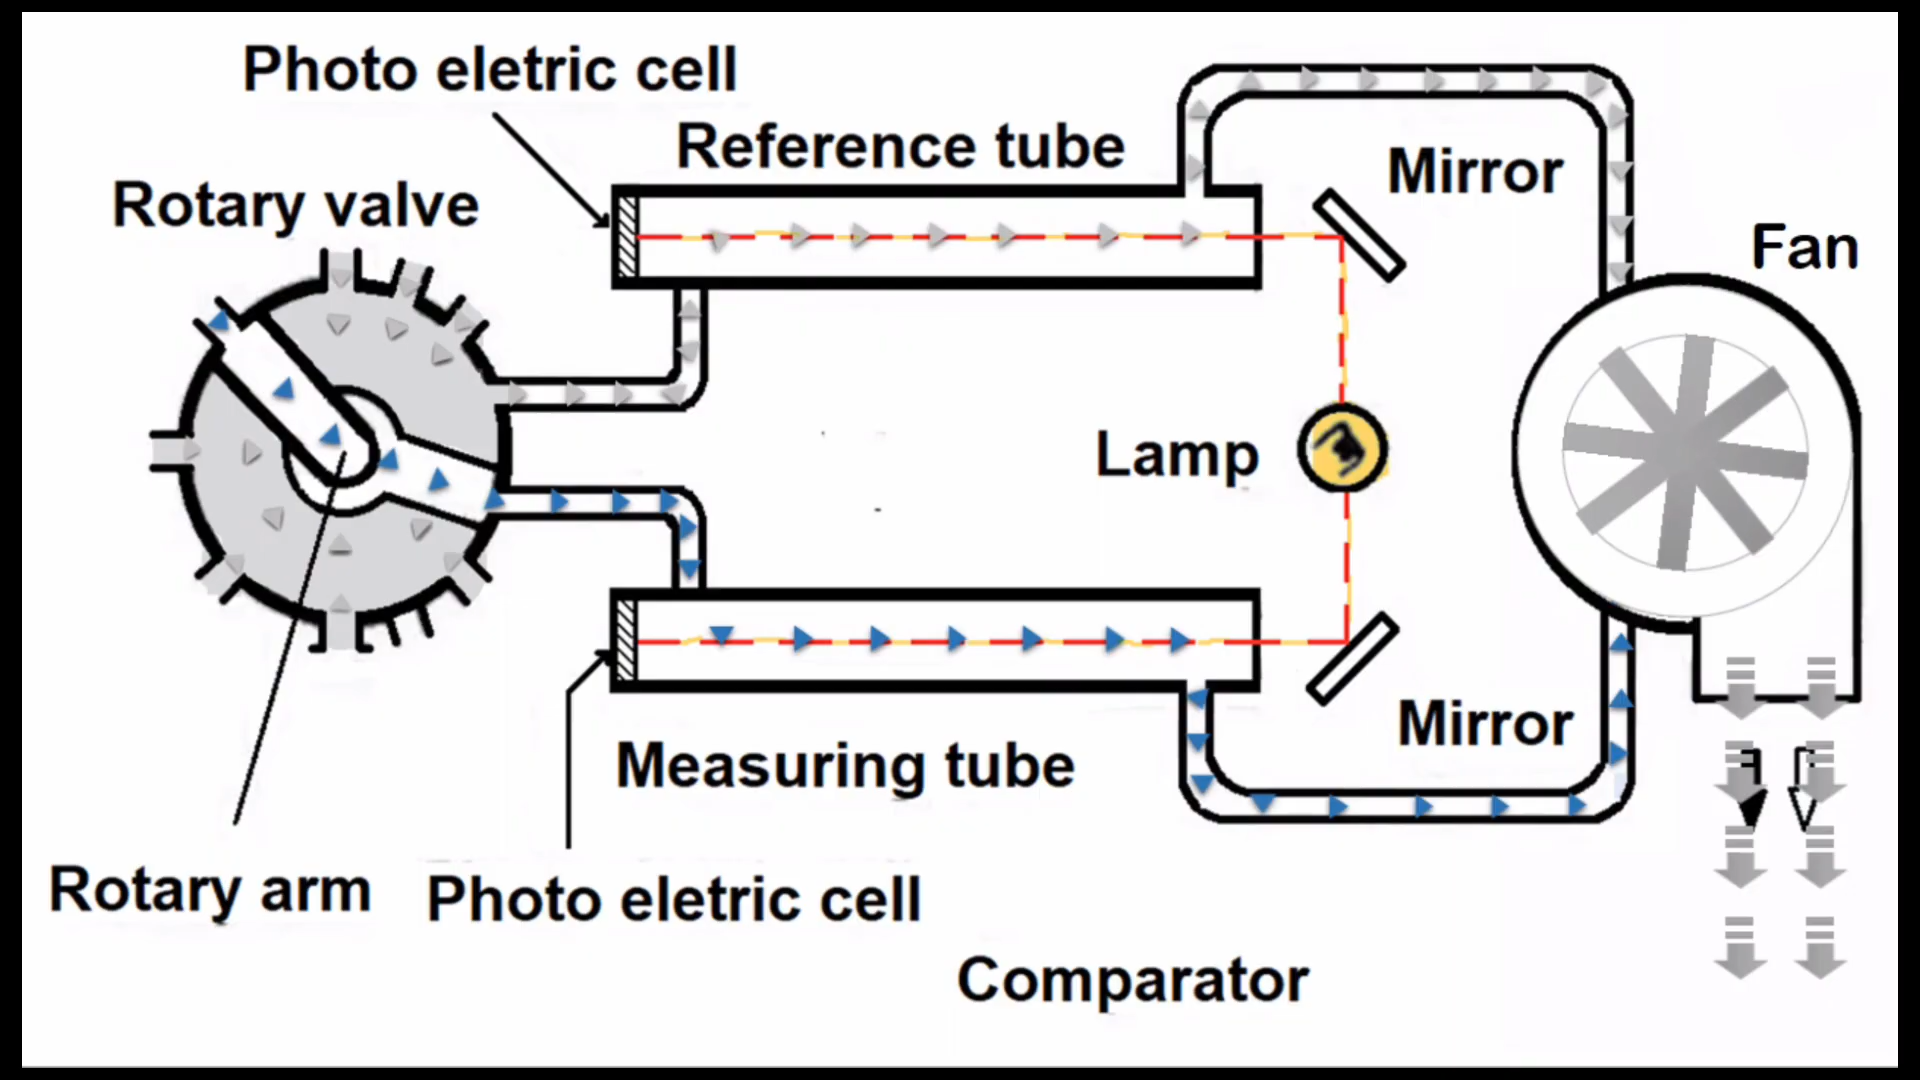 Photo eletric cell
Reference tube
Mirror
Rotary valve
Fan
Lamp
Mirror
Measuring tube
Rotary arm
Photo eletric cell
Comparator